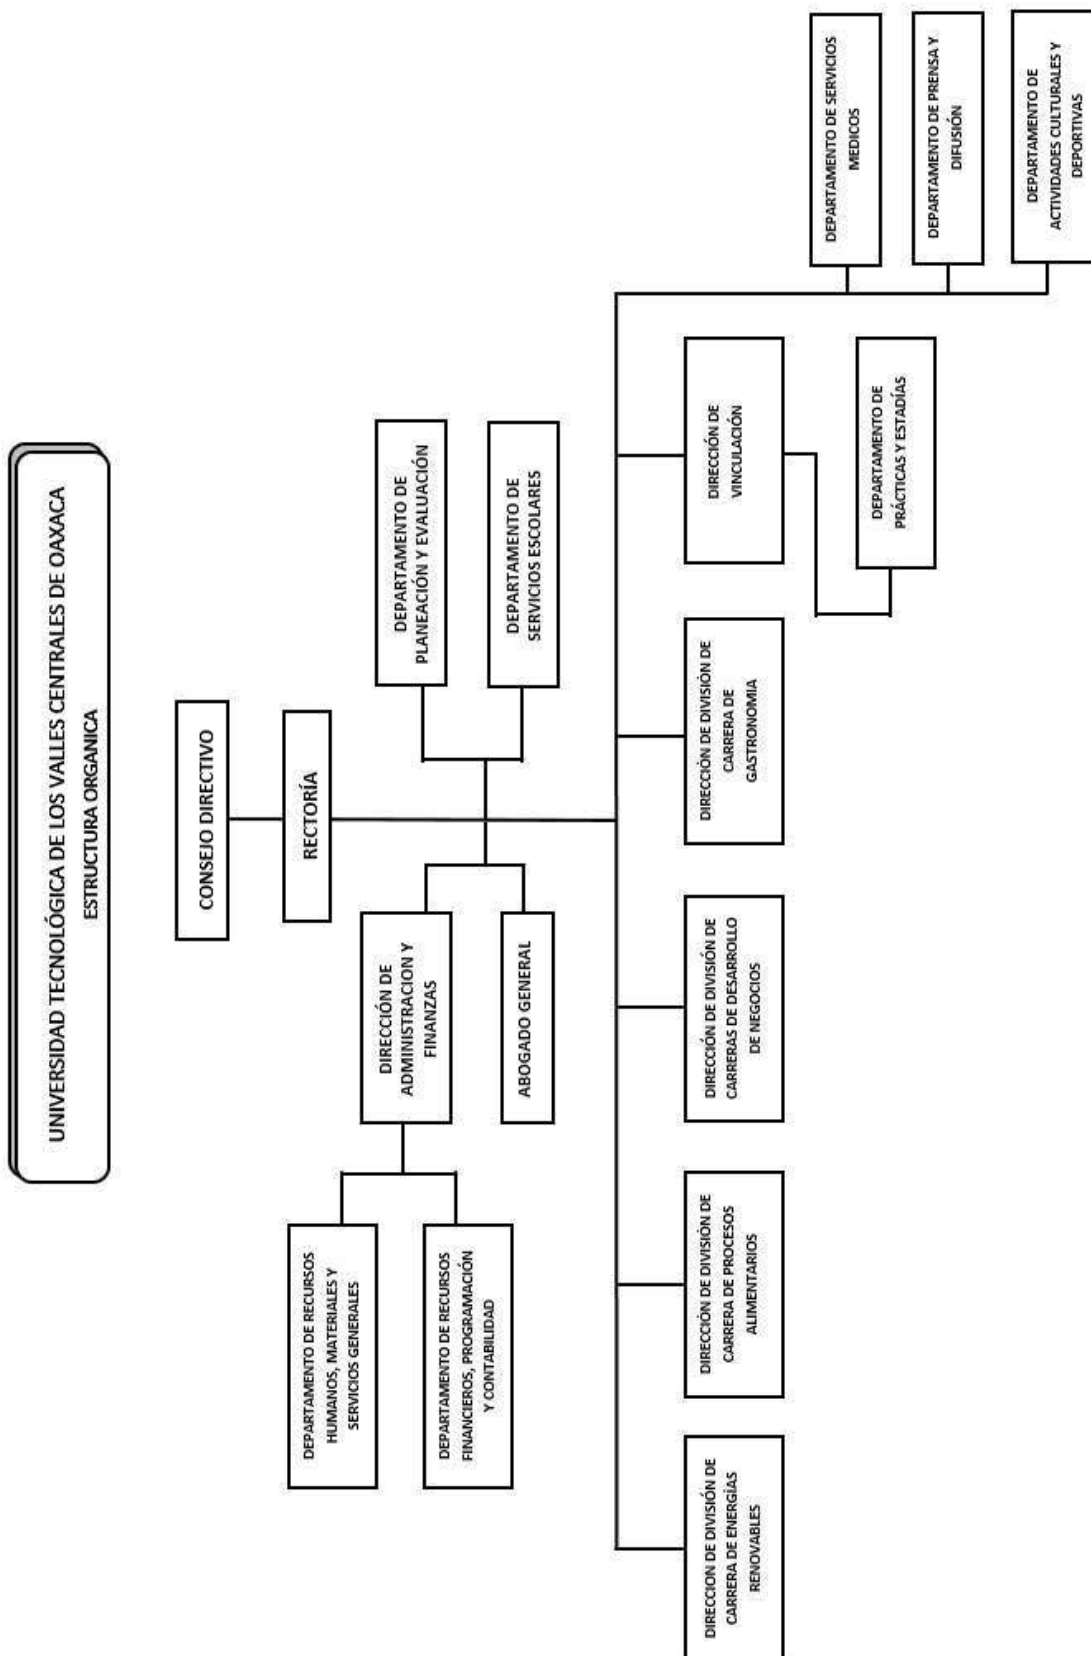 UNIVERSIDAD TECNOLÓGICA DE LOS VALLES CENTRALES DE OAXACA
ESTRUCTURA ORGANICA
CONSEJO DIRECTIVO
RECTORÍA
DEPARTAMENTO DE RECURSOS
HUMANOS, MATERIALES Y
SERVICIOS GENERALES
DEPARTAMENTO DE RECURSOS
FINANCIEROS, PROGRAMACIÓN
Y CONTABILIDAD
DIRECCIÓN DE
ADMINISTRACION Y
FINANZAS
ABOGADO GENERAL
DEPARTAMENTO DE
PLANEACIÓN Y EVALUACIÓN
DEPARTAMENTO DE
SERVICIOS ESCOLARES
DIRECCION DE DIVISIÓN DE
CARRERA DE ENERGÍAS
RENOVABLES
DIRECCIÓN DE DIVISIÓN DE
CARRERA DE PROCESOS
ALIMENTARIOS
DIRECCIÓN DE DIVISIÓN DE
CARRERAS DE DESARROLLO
DE NEGOCIOS
DIRECCIÓN DE DIVISIÓN DE
CARRERA DE
GASTRONOMIA
DIRECCIÓN DE
VINCULACIÓN
DEPARTAMENTO DE
PRÁCTICAS Y ESTADÍAS
DEPARTAMENTO DE SERVICIOS
MEDICOS
DEPARTAMENTO DE PRENSA Y
DIFUSIÓN
DEPARTAMENTO DE
ACTIVIDADES CULTURALES Y
DEPORTIVAS